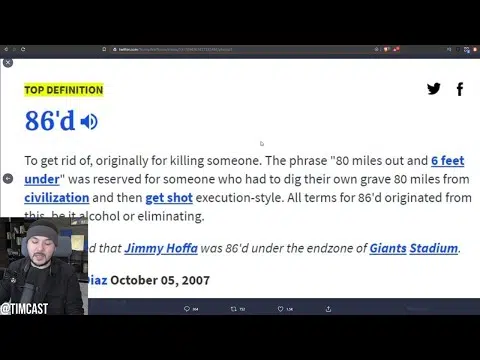 TOP DEFINITION
86'd
To get rid of, originally for killing someone. The phrase "80 miles out and 6 feet
under" was reserved for someone who had to dig their own grave 80 miles from
civilization and then get shot execution-style. All terms for 86'd originated from
this, be it alcohol or eliminating.
d that Jimmy Hoffa was 86'd under the endzone of Giants Stadium.
Diaz October 05, 2007
@TIMCAST